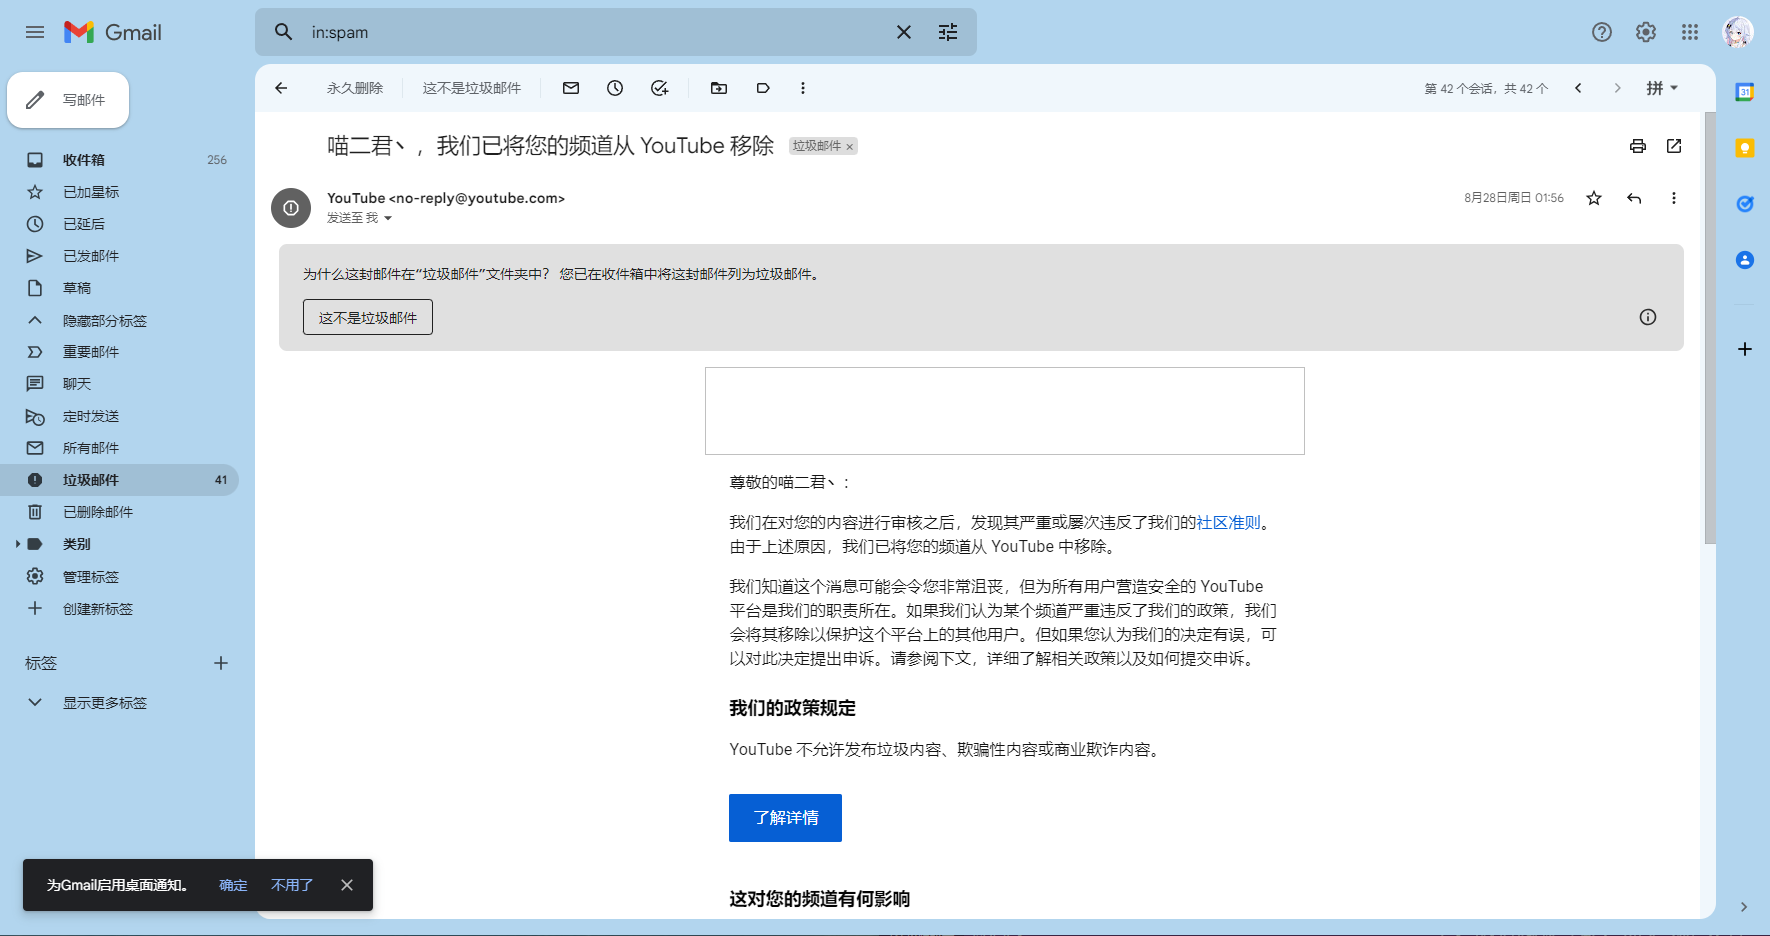 Gmail
in:spam
写邮件
收件箱 256
已加星标
已延后
已发邮件
草稿
隐藏部分标签
重要邮件
聊天
定时发送
所有邮件
垃圾邮件 41
已删除邮件
类别
管理标签
创建新标签
标签
显示更多标签
永久删除 这不是垃圾邮件 第 42 个会话，共 42 个 拼
喵二君丶，我们已将您的频道从 YouTube 移除 垃圾邮件 ×
YouTube <no-reply@youtube.com> 8月28日周日 01:56
发送至 我
为什么这封邮件在“垃圾邮件”文件夹中？ 您已在收件箱中将这封邮件列为垃圾邮件。
这不是垃圾邮件
尊敬的喵二君丶：
我们在对您的内容进行审核之后，发现其严重或屡次违反了我们的社区准则。
由于上述原因，我们已将您的频道从 YouTube 中移除。
我们知道这个消息可能会令您非常沮丧，但为所有用户营造安全的 YouTube
平台是我们的职责所在。如果我们认为某个频道严重违反了我们的政策，我们
会将其移除以保护这个平台上的其他用户。但如果您认为我们的决定有误，可
以对此决定提出申诉。请参阅下文，详细了解相关政策以及如何提交申诉。
我们的政策规定
YouTube 不允许发布垃圾内容、欺骗性内容或商业欺诈内容。
了解详情
这对您的频道有何影响
为Gmail启用桌面通知。 确定 不用了
31